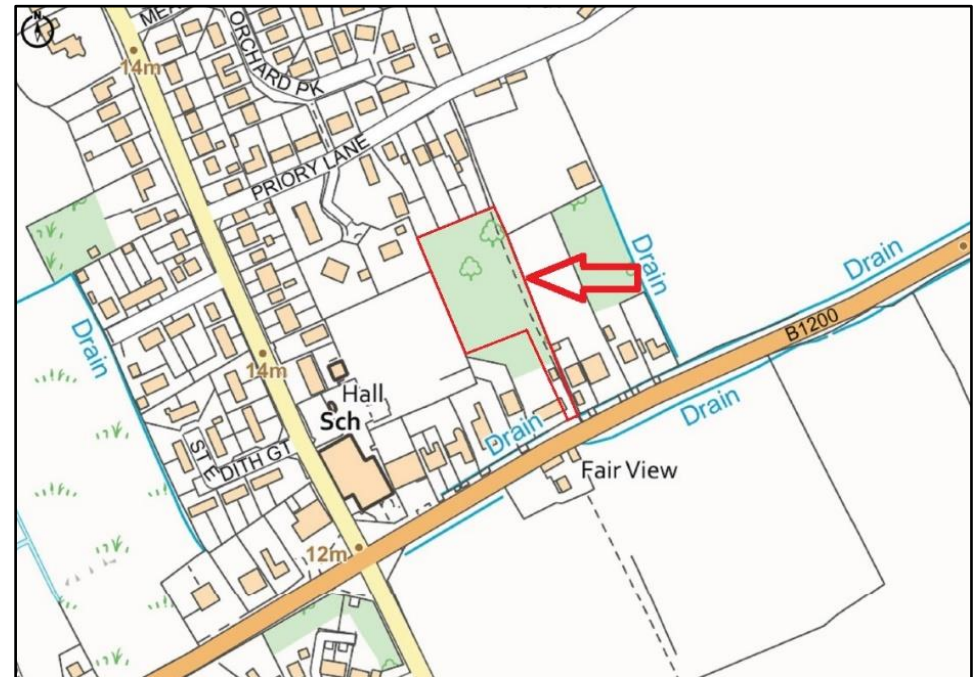 N
MEA
14m
ORCHARD PK
PRIORY LANE
Drain
Drain
Drain
B1200
14m
Hall
Sch
Drain
Drain
ST EDITH GT
Fair View
12m